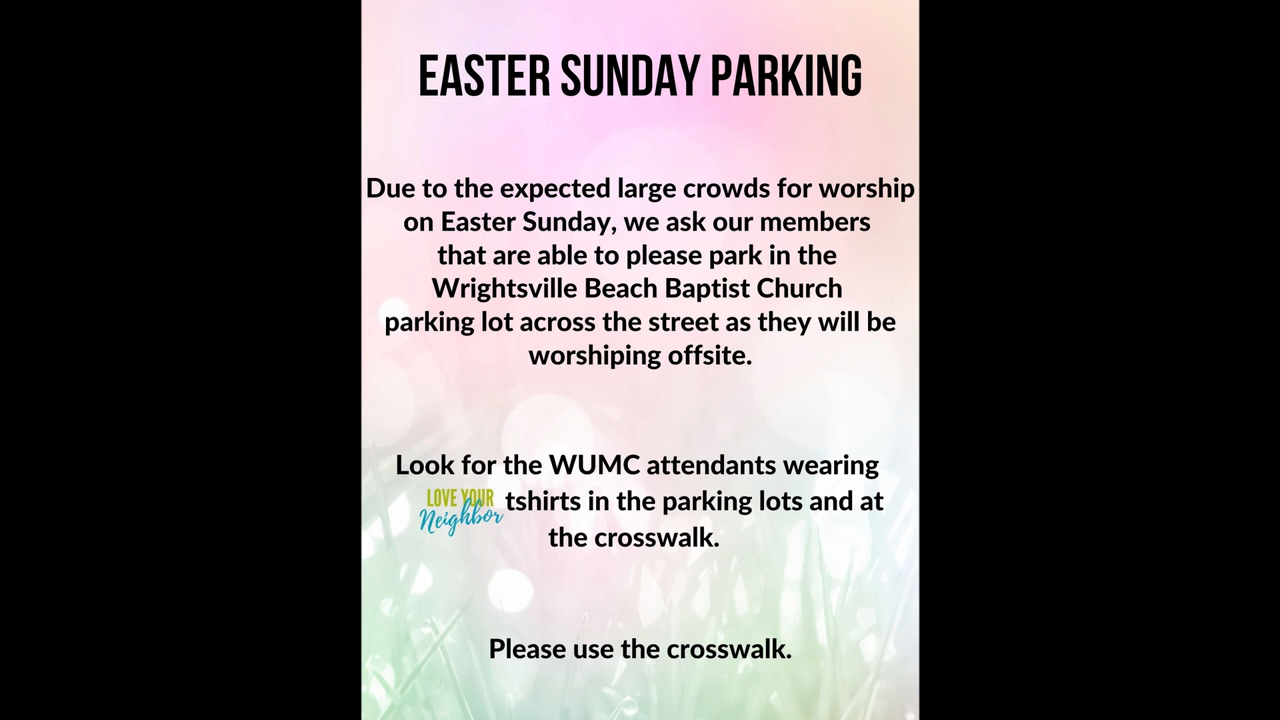 EASTER SUNDAY PARKING
Due to the expected large crowds for worship
on Easter Sunday, we ask our members
that are able to please park in the
Wrightsville Beach Baptist Church
parking lot across the street as they will be
worshiping offsite.
Look for the WUMC attendants wearing
LOVE YOUR
Neighbor
tshirts in the parking lots and at
the crosswalk.
Please use the crosswalk.